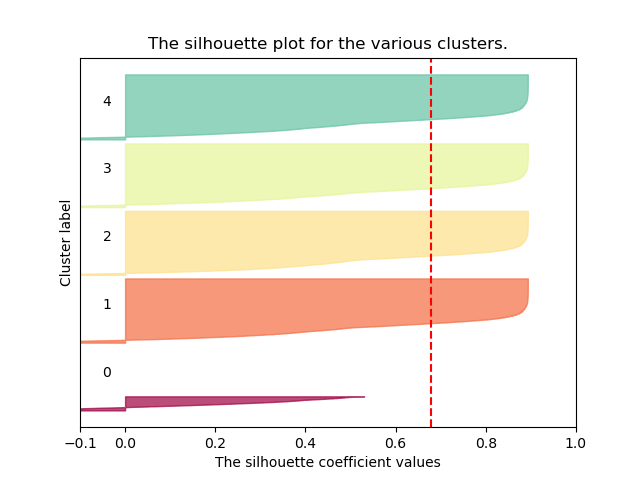 The silhouette plot for the various clusters.
4
3
2
1
0
Cluster label
−0.1 0.0 0.2 0.4 0.6 0.8 1.0
The silhouette coefficient values